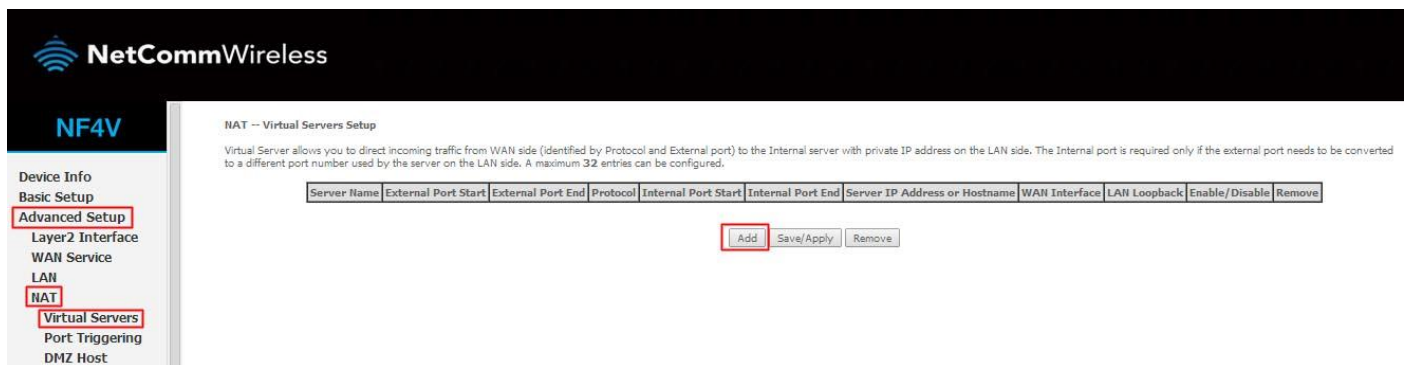 NetCommWireless
NF4V
Device Info
Basic Setup
Advanced Setup
Layer2 Interface
WAN Service
LAN
NAT
Virtual Servers
Port Triggering
DMZ Host
NAT -- Virtual Servers Setup
Virtual Server allows you to direct incoming traffic from WAN side (identified by Protocol and External port) to the Internal server with private IP address on the LAN side. The Internal port is required only if the external port needs to be converted
to a different port number used by the server on the LAN side. A maximum 32 entries can be configured.
Server Name External Port Start External Port End Protocol Internal Port Start Internal Port End Server IP Address or Hostname WAN Interface LAN Loopback Enable/Disable Remove
Add Save/Apply Remove